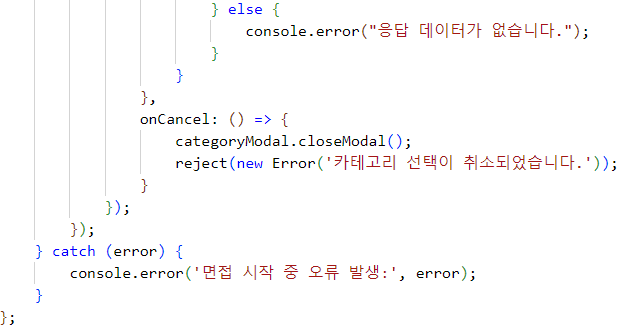 } else {
console.error("응답 데이터가 없습니다.");
}
}
},
onCancel: () => {
categoryModal.closeModal();
reject(new Error('카테고리 선택이 취소되었습니다.'));
}
});
});
} catch (error) {
console.error('면접 시작 중 오류 발생:', error);
}
};